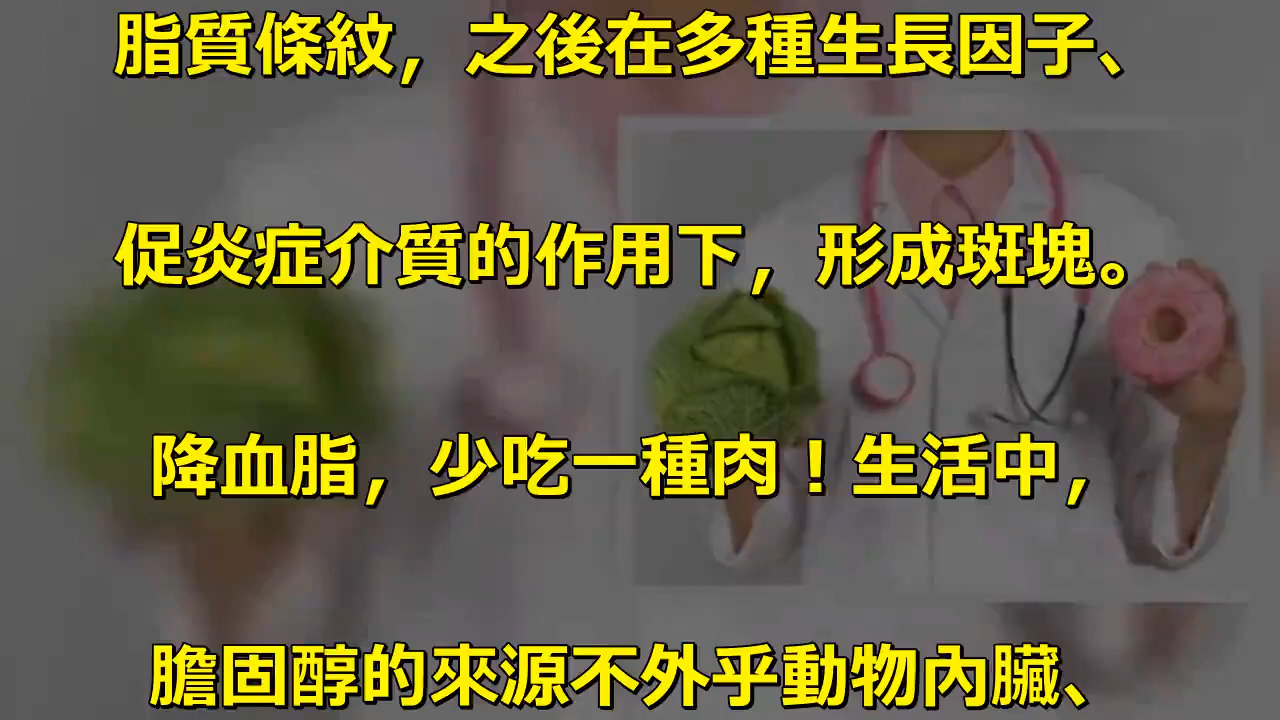 脂質條紋，之後在多種生長因子、
促炎症介質的作用下，形成斑塊。
降血脂，少吃一種肉！生活中，
膽固醇的來源不外乎動物內臟、